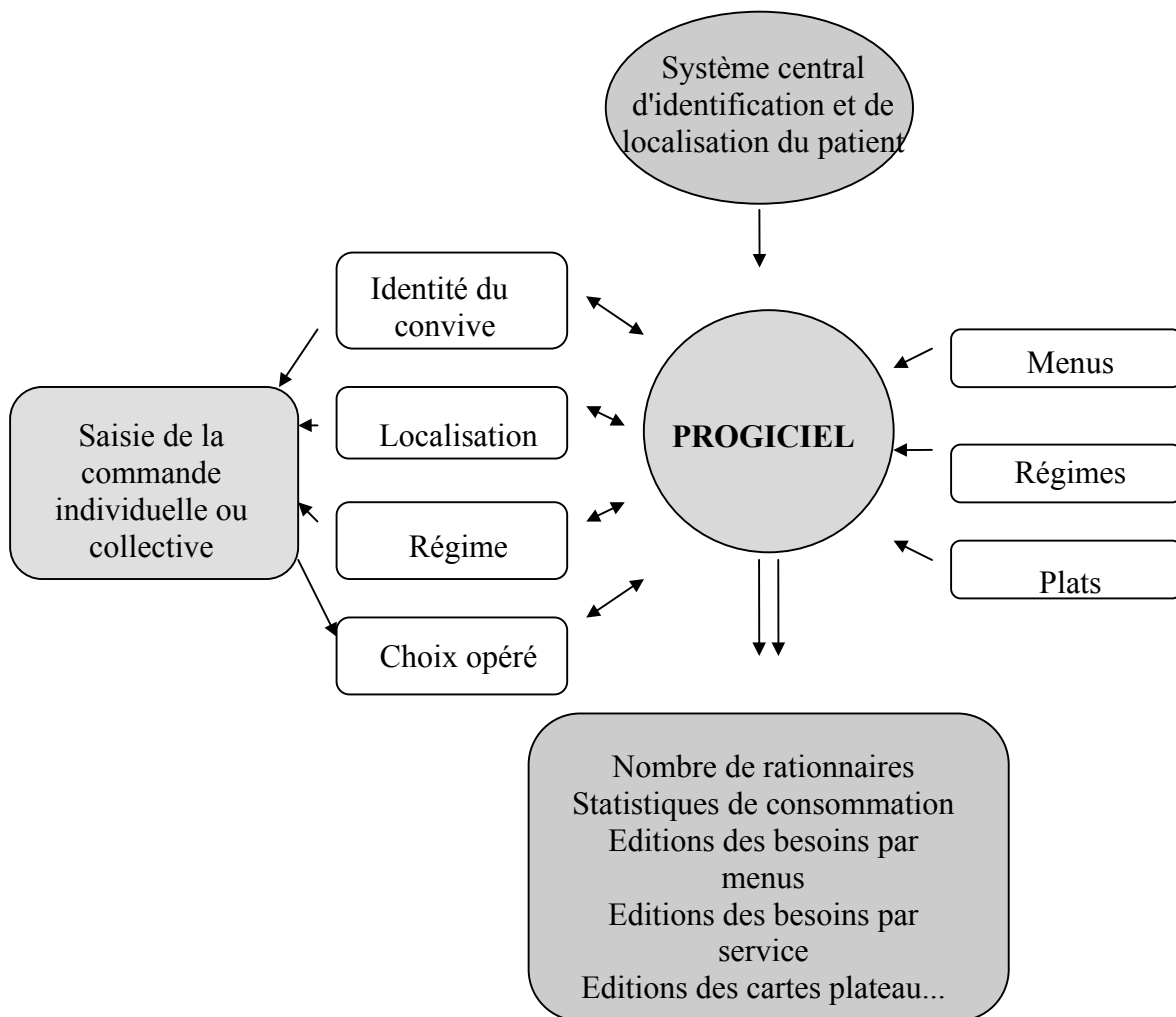 Système central
d'identification et de
localisation du patient
Identité du
convive
Localisation
Régime
Choix opéré
Saisie de la
commande
individuelle ou
collective
PROGICIEL
Menus
Régimes
Plats
Nombre de rationnaires
Statistiques de consommation
Editions des besoins par
menus
Editions des besoins par
service
Editions des cartes plateau...